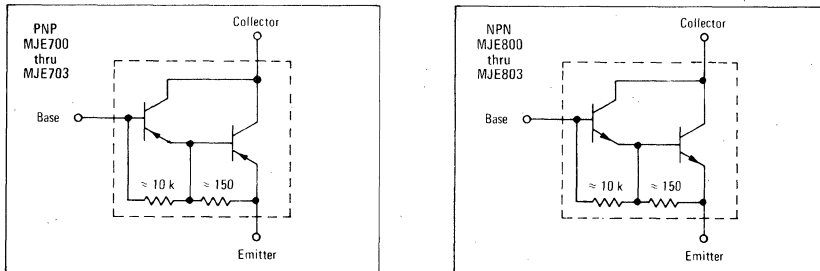 PNP
MJE700
thru
MJE703
Collector
Base
≈ 10 k
≈ 150
Emitter
NPN
MJE800
thru
MJE803
Collector
Base
≈ 10 k
≈ 150
Emitter